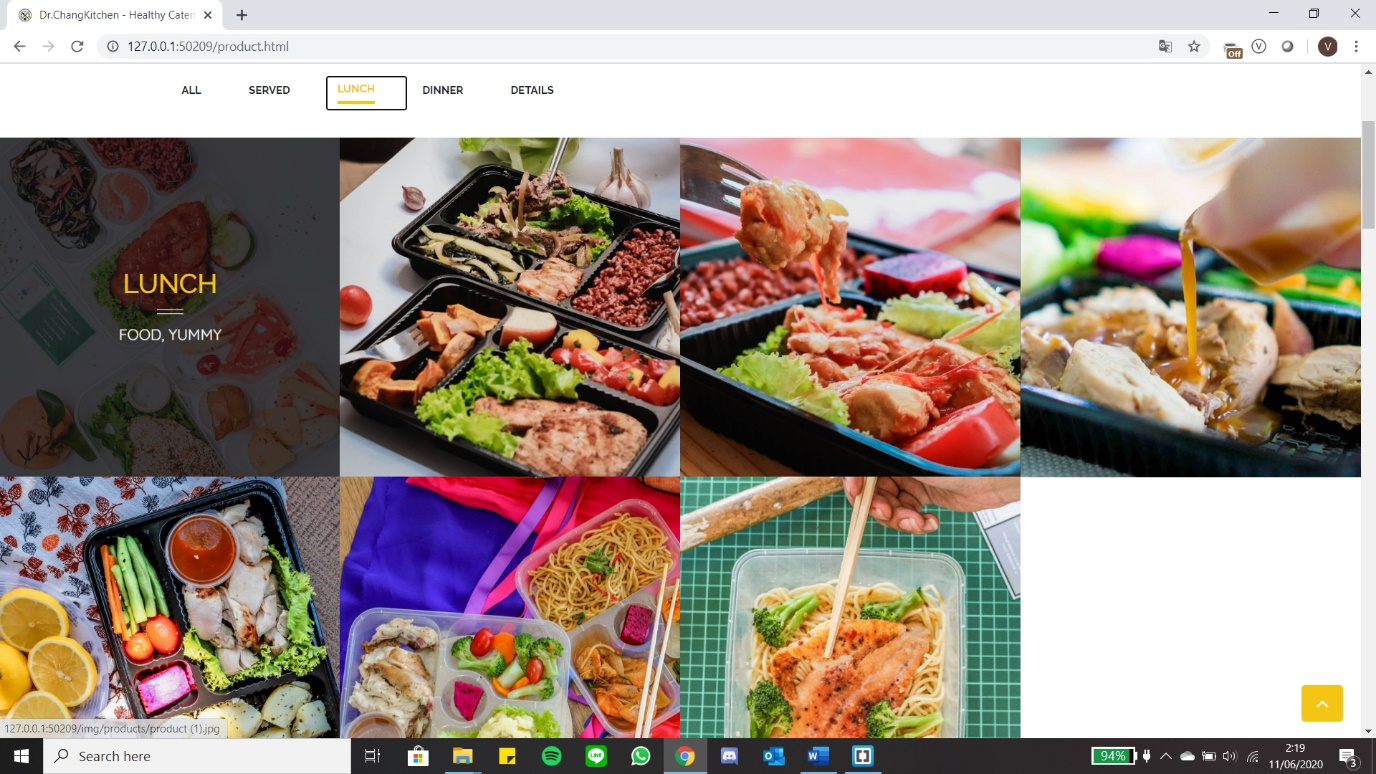 Dr.ChangKitchen - Healthy Cater
127.0.0.1:50209/product.html
Off
V
V
ALL SERVED LUNCH DINNER DETAILS
LUNCH
FOOD, YUMMY
127.0.0.1:50209/img/products/product (1).jpg
Search here
94%
2:19
11/06/2020
3